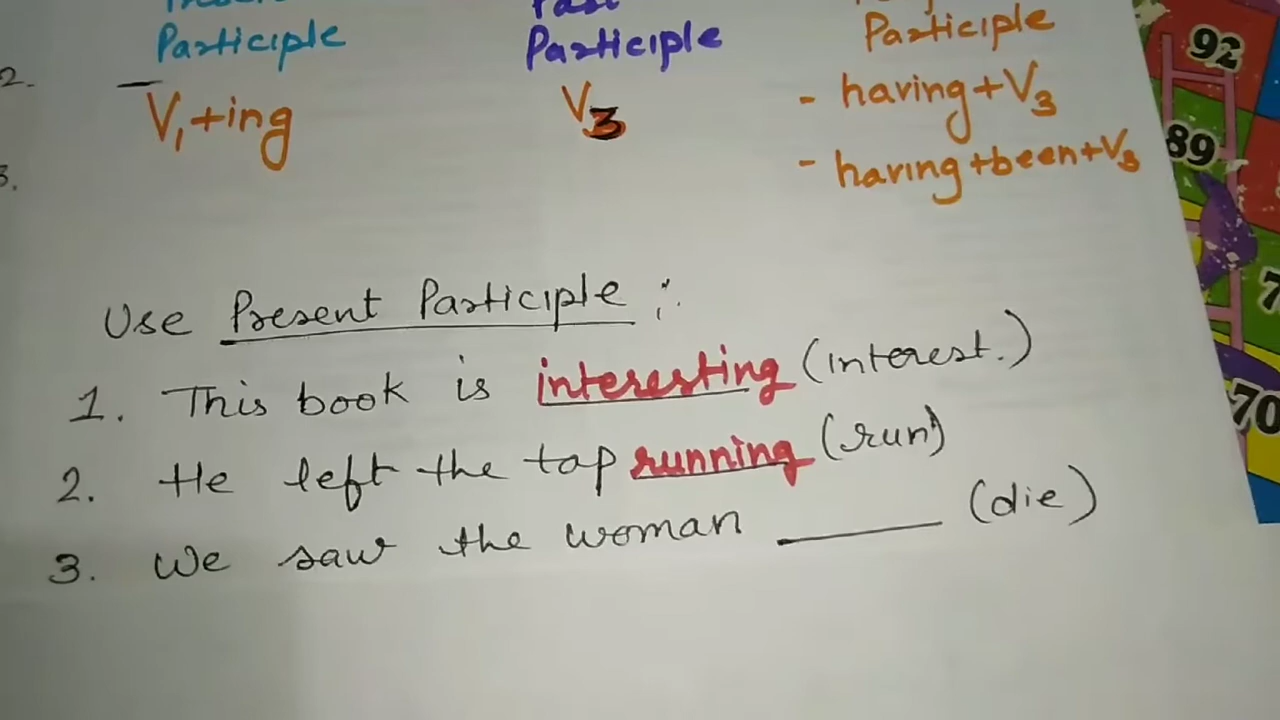 Participle Participle Participle
2. V1+ing V3 - having+V3
3. - having+been+V3
Use Present Participle :
1. This book is interesting (interest.)
2. He left the tap running (run)
3. We saw the woman ______ (die)
92
89
7
70